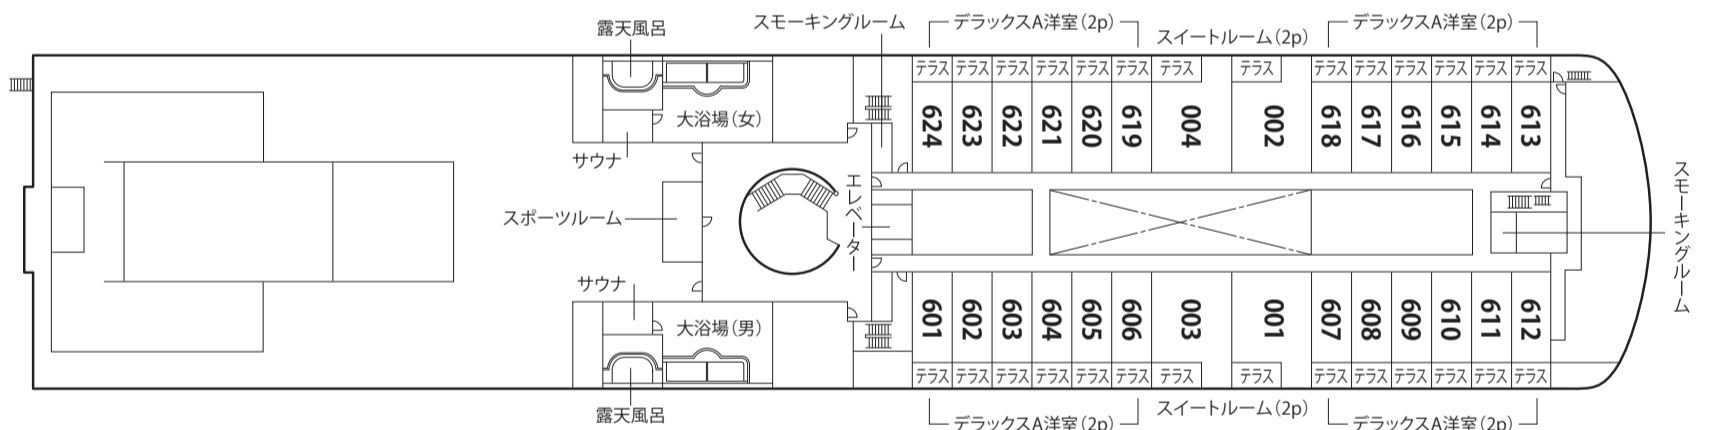 露天風呂
スモーキングルーム
デラックスA洋室(2p)
スイートルーム(2p)
デラックスA洋室(2p)
テラス テラス テラス テラス テラス テラス テラス テラス テラス テラス テラス テラス テラス テラス
624 623 622 621 620 619 004 002 618 617 616 615 614 613
大浴場(女)
サウナ
エレベーター
スポーツルーム
スモーキングルーム
サウナ
大浴場(男)
601 602 603 604 605 606 003 001 607 608 609 610 611 612
テラス テラス テラス テラス テラス テラス テラス テラス テラス テラス テラス テラス テラス テラス
露天風呂
デラックスA洋室(2p)
スイートルーム(2p)
デラックスA洋室(2p)